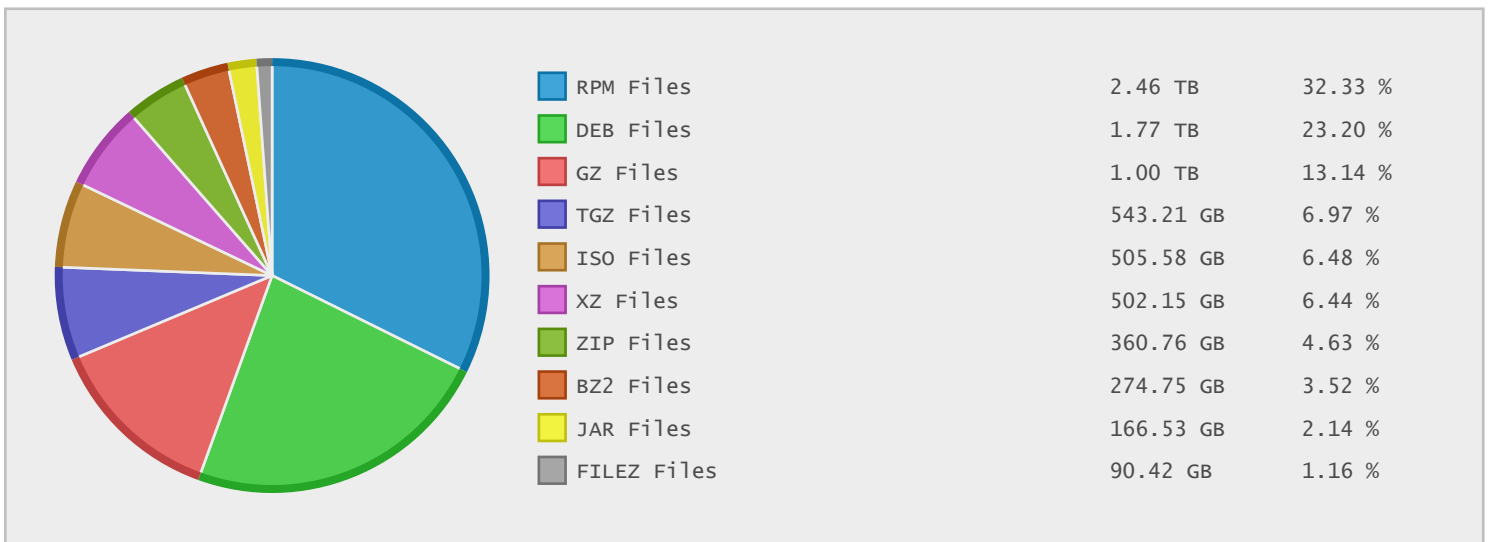 RPM Files 2.46 TB 32.33 %
DEB Files 1.77 TB 23.20 %
GZ Files 1.00 TB 13.14 %
TGZ Files 543.21 GB 6.97 %
ISO Files 505.58 GB 6.48 %
XZ Files 502.15 GB 6.44 %
ZIP Files 360.76 GB 4.63 %
BZ2 Files 274.75 GB 3.52 %
JAR Files 166.53 GB 2.14 %
FILEZ Files 90.42 GB 1.16 %